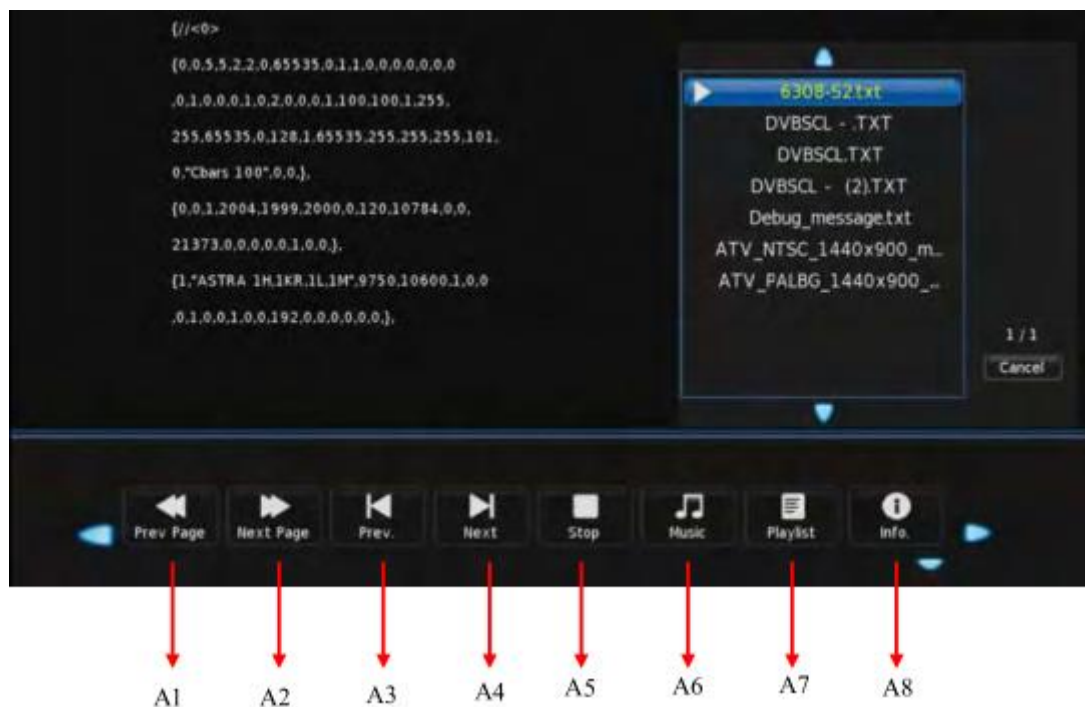 {//<0>
{0,0,5,5,2,2,0,65535,0,1,1,0,0,0,0,0,0,0
,0,1,0,0,0,1,0,2,0,0,0,1,100,100,1,255,
255,65535,0,128,1,65535,255,255,255,101,
0,"Cbars 100",0,0,},
{0,0,1,2004,1999,2000,0,120,10784,0,0,
21373,0,0,0,0,0,1,0,0,},
{1,"ASTRA 1H,1KR,1L,1M",9750,10600,1,0,0
,0,1,0,0,1,0,0,192,0,0,0,0,0,0,},
6308-S2.txt
DVBSCL - .TXT
DVBSCL.TXT
DVBSCL - (2).TXT
Debug_message.txt
ATV_NTSC_1440x900_m...
ATV_PALBG_1440x900_...
1 / 1
Cancel
Prev Page Next Page Prev. Next Stop Music Playlist Info.
A1 A2 A3 A4 A5 A6 A7 A8